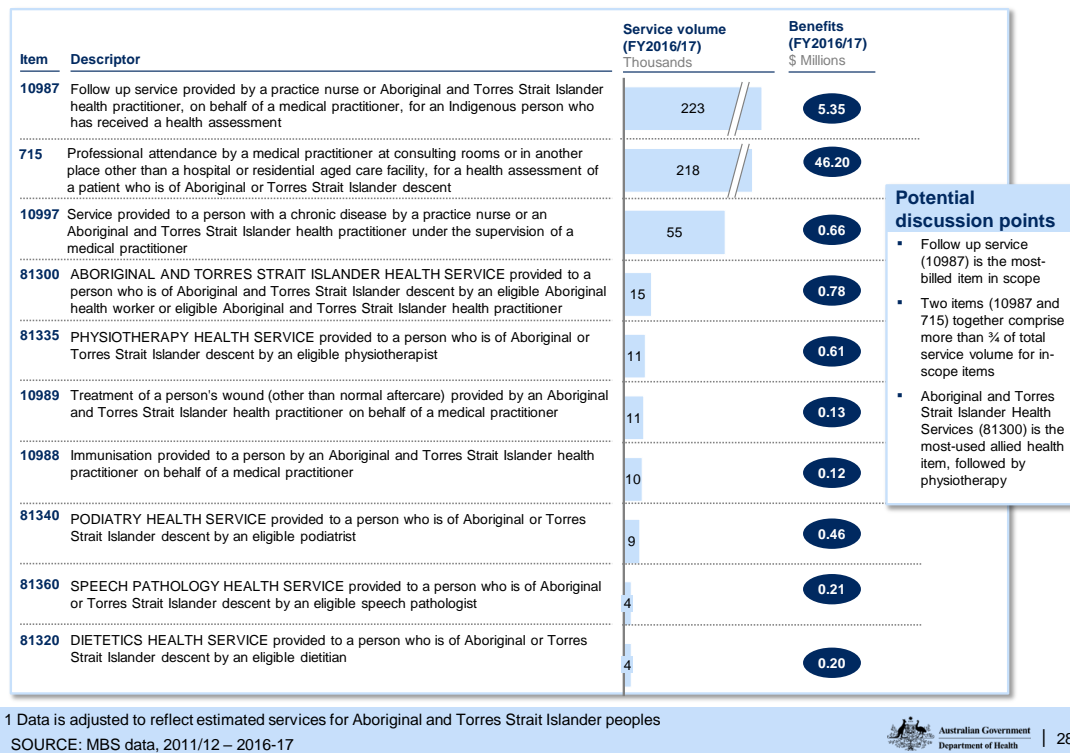 Item Descriptor
Service volume
(FY2016/17)
Thousands
Benefits
(FY2016/17)
$ Millions
10987 Follow up service provided by a practice nurse or Aboriginal and Torres Strait Islander
health practitioner, on behalf of a medical practitioner, for an Indigenous person who
has received a health assessment
223
5.35
715 Professional attendance by a medical practitioner at consulting rooms or in another
place other than a hospital or residential aged care facility, for a health assessment of
a patient who is of Aboriginal or Torres Strait Islander descent
218
46.20
10997 Service provided to a person with a chronic disease by a practice nurse or an
Aboriginal and Torres Strait Islander health practitioner under the supervision of a
medical practitioner
55
0.66
81300 ABORIGINAL AND TORRES STRAIT ISLANDER HEALTH SERVICE provided to a
person who is of Aboriginal and Torres Strait Islander descent by an eligible Aboriginal
health worker or eligible Aboriginal and Torres Strait Islander health practitioner
15
0.78
81335 PHYSIOTHERAPY HEALTH SERVICE provided to a person who is of Aboriginal or
Torres Strait Islander descent by an eligible physiotherapist
11
0.61
10989 Treatment of a person's wound (other than normal aftercare) provided by an Aboriginal
and Torres Strait Islander health practitioner on behalf of a medical practitioner
11
0.13
10988 Immunisation provided to a person by an Aboriginal and Torres Strait Islander health
practitioner on behalf of a medical practitioner
10
0.12
81340 PODIATRY HEALTH SERVICE provided to a person who is of Aboriginal or Torres
Strait Islander descent by an eligible podiatrist
9
0.46
81360 SPEECH PATHOLOGY HEALTH SERVICE provided to a person who is of Aboriginal
or Torres Strait Islander descent by an eligible speech pathologist
4
0.21
81320 DIETETICS HEALTH SERVICE provided to a person who is of Aboriginal or Torres
Strait Islander descent by an eligible dietitian
4
0.20
Potential
discussion points
▪ Follow up service
(10987) is the most-
billed item in scope
▪ Two items (10987 and
715) together comprise
more than ¾ of total
service volume for in-
scope items
▪ Aboriginal and Torres
Strait Islander Health
Services (81300) is the
most-used allied health
item, followed by
physiotherapy
1 Data is adjusted to reflect estimated services for Aboriginal and Torres Strait Islander peoples
SOURCE: MBS data, 2011/12 – 2016-17
Australian Government
Department of Health
28